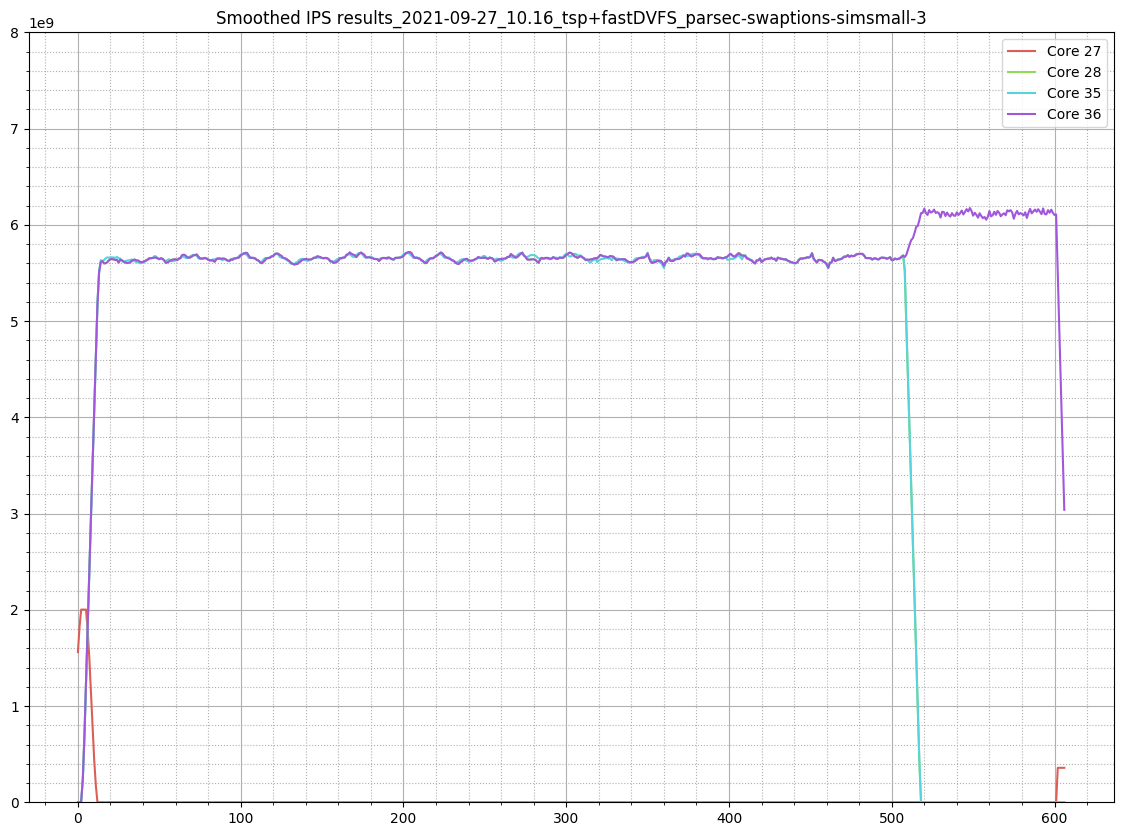 Smoothed IPS results_2021-09-27_10.16_tsp+fastDVFS_parsec-swaptions-simsmall-3
1e9
8
7
6
5
4
3
2
1
0
Core 27
Core 28
Core 35
Core 36
0 100 200 300 400 500 600